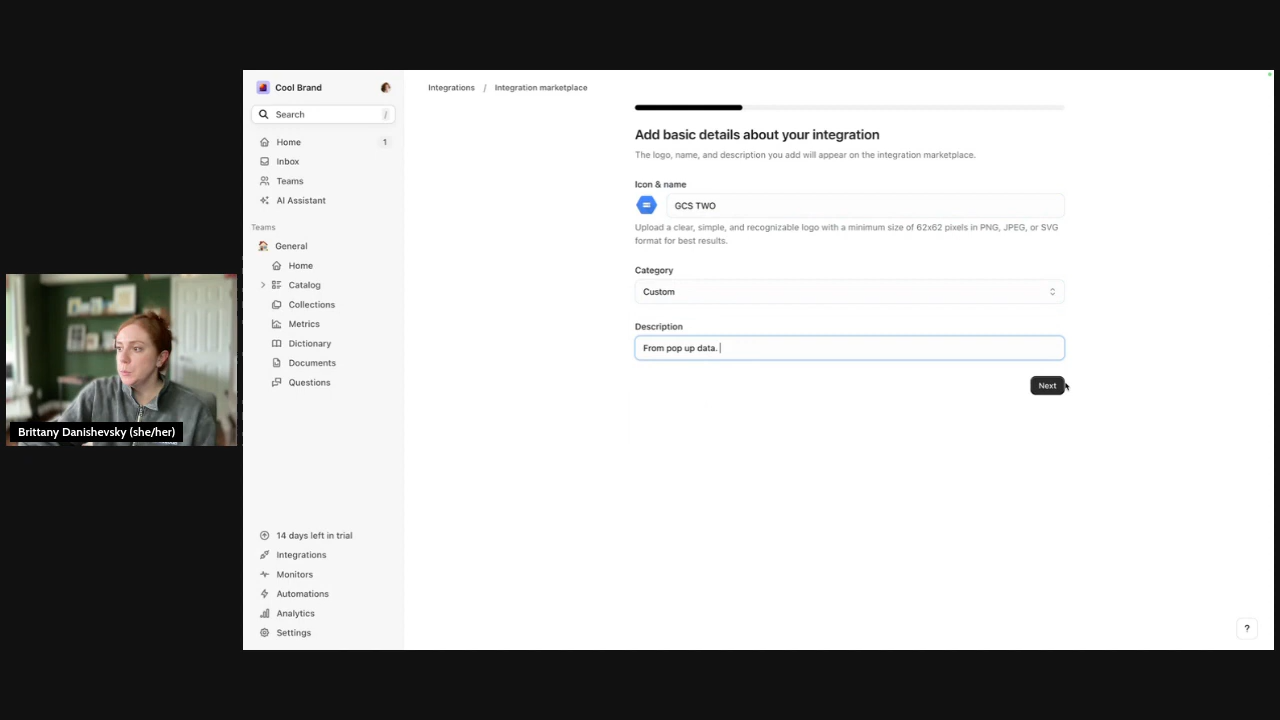 Cool Brand
Search
/
Home
1
Inbox
Teams
AI Assistant
Teams
General
Home
Catalog
Collections
Metrics
Dictionary
Documents
Questions
14 days left in trial
Integrations
Monitors
Automations
Analytics
Settings
Integrations / Integration marketplace
Add basic details about your integration
The logo, name, and description you add will appear on the integration marketplace.
Icon & name
GCS TWO
Upload a clear, simple, and recognizable logo with a minimum size of 62x62 pixels in PNG, JPEG, or SVG
format for best results.
Category
Custom
Description
From pop up data.
Next
?
Brittany Danishevsky (she/her)